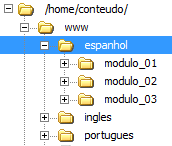 /home/conteudo/
www
espanhol
modulo_01
modulo_02
modulo_03
ingles
portugues